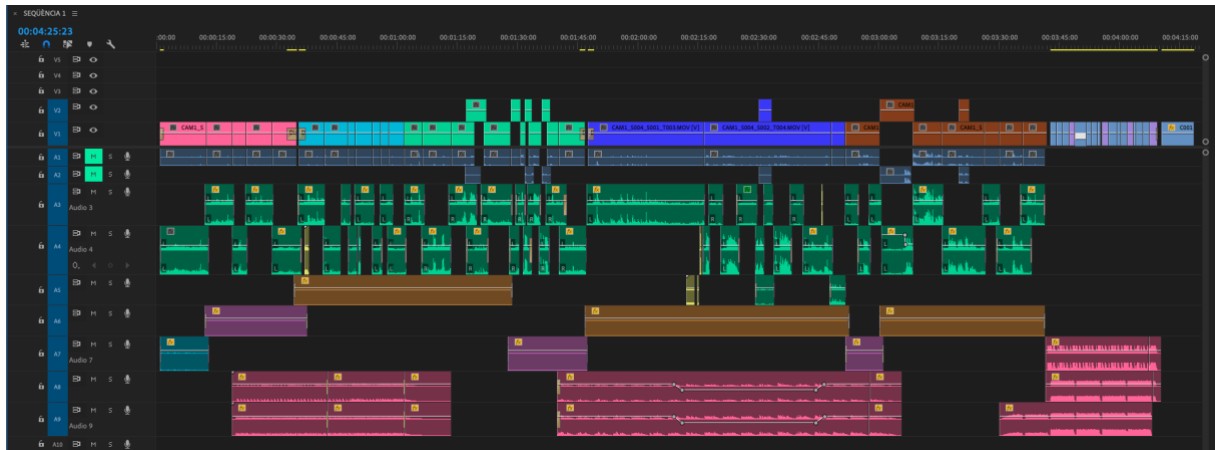 SEQÜÈNCIA 1
00:04:25:23
:00:00 00:00:15:00 00:00:30:00 00:00:45:00 00:01:00:00 00:01:15:00 00:01:30:00 00:01:45:00 00:02:00:00 00:02:15:00 00:02:30:00 00:02:45:00 00:03:00:00 00:03:15:00 00:03:30:00 00:03:45:00 00:04:00:00 00:04:15:00
V5
V4
V3
V2 CAM1
V1 CAM1_S CAM1_S004_S001_T003.MOV [V] CAM1_S004_S002_T004.MOV [V] CAM1 CAM1_S C001
A1 M S
A2 M S
M S
A3 Audio 3
M S
A4 Audio 4
M S
A5
M S
A6
M S
A7 Audio 7
M S
A8
M S
A9 Audio 9
A10 M S